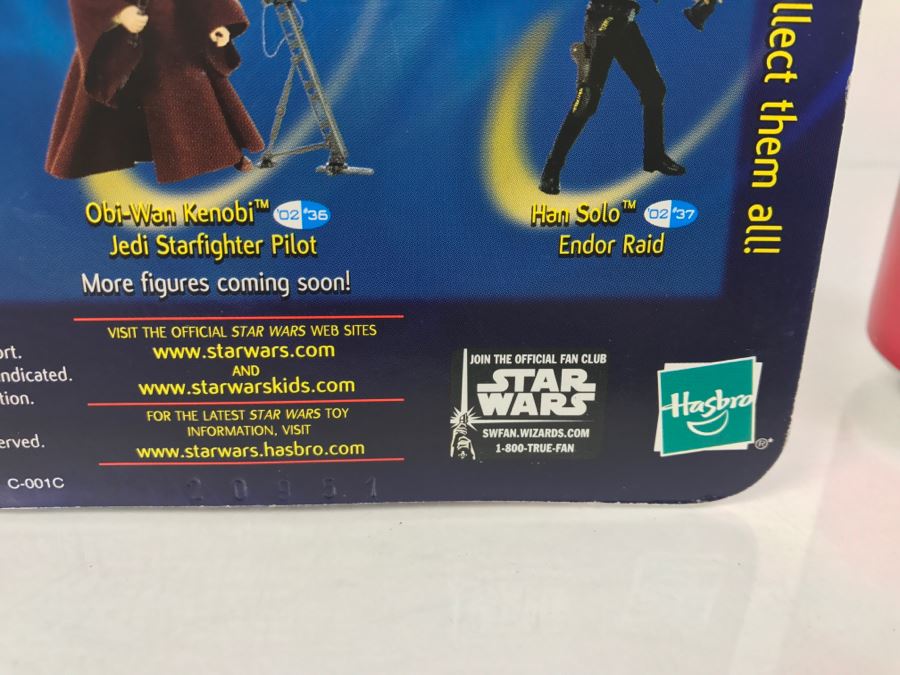 llect them all!
Obi-Wan Kenobi™ '02 #36
Jedi Starfighter Pilot
More figures coming soon!
Han Solo™ '02 #37
Endor Raid
ort.
ndicated.
tion.
erved.
C-001C
VISIT THE OFFICIAL STAR WARS WEB SITES
www.starwars.com
AND
www.starwarskids.com
FOR THE LATEST STAR WARS TOY
INFORMATION, VISIT
www.starwars.hasbro.com
JOIN THE OFFICIAL FAN CLUB
STAR
WARS
SWFAN.WIZARDS.COM
1-800-TRUE-FAN
Hasbro
®*